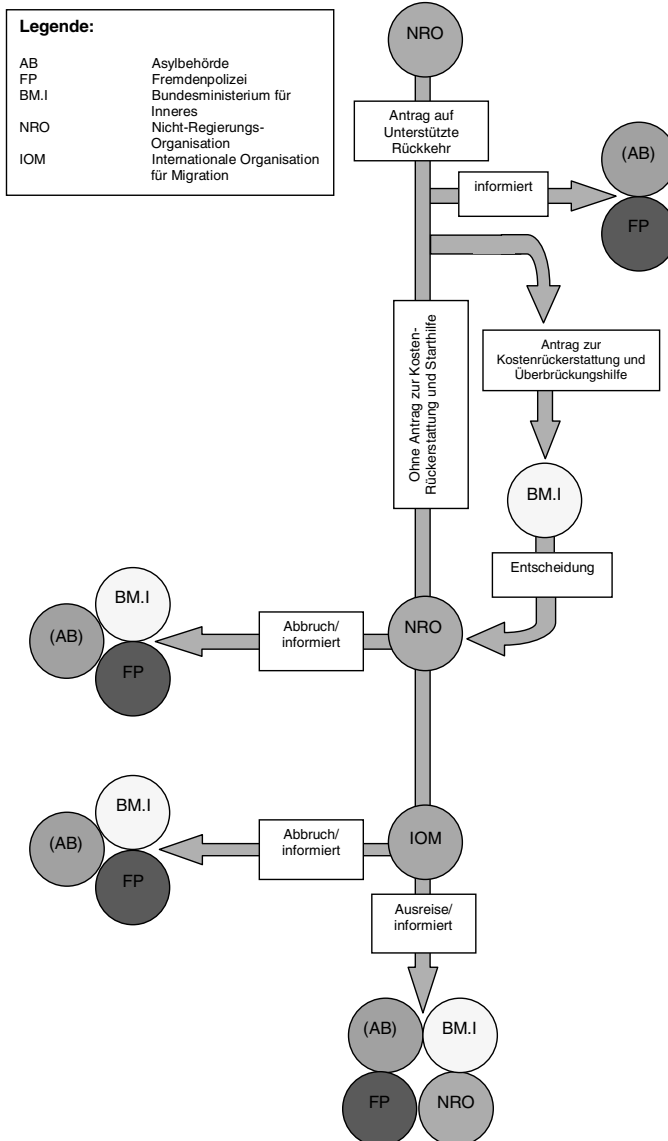 Legende:
AB Asylbehörde
FP Fremdenpolizei
BM.I Bundesministerium für
Inneres
NRO Nicht-Regierungs-
Organisation
IOM Internationale Organisation
für Migration
NRO
Antrag auf
Unterstützte
Rückkehr
informiert
(AB)
FP
Ohne Antrag zur Kosten-
Rückerstattung und Starthilfe
Antrag zur
Kostenrückerstattung und
Überbrückungshilfe
BM.I
Entscheidung
NRO
Abbruch/
informiert
BM.I
(AB)
FP
IOM
Abbruch/
informiert
BM.I
(AB)
FP
Ausreise/
informiert
(AB)
BM.I
FP
NRO